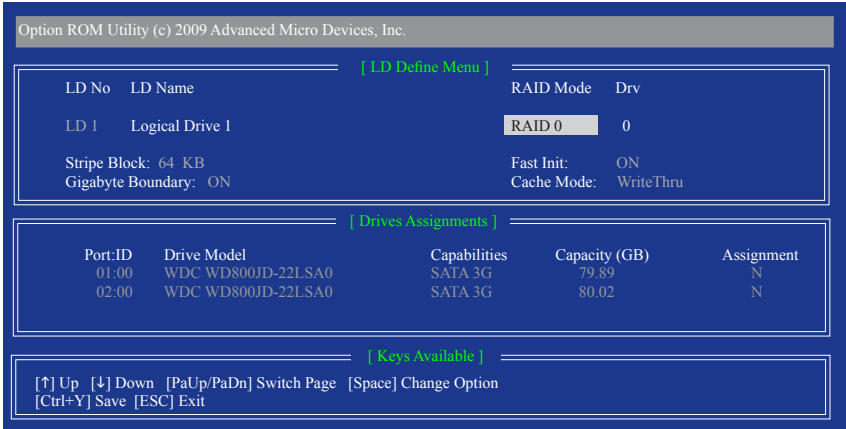 Option ROM Utility (c) 2009 Advanced Micro Devices, Inc.
[ LD Define Menu ]
LD No LD Name RAID Mode Drv
LD 1 Logical Drive 1 RAID 0 0
Stripe Block: 64 KB Fast Init: ON
Gigabyte Boundary: ON Cache Mode: WriteThru
[ Drives Assignments ]
Port:ID Drive Model Capabilities Capacity (GB) Assignment
01:00 WDC WD800JD-22LSA0 SATA 3G 79.89 N
02:00 WDC WD800JD-22LSA0 SATA 3G 80.02 N
[ Keys Available ]
[↑] Up [↓] Down [PaUp/PaDn] Switch Page [Space] Change Option
[Ctrl+Y] Save [ESC] Exit